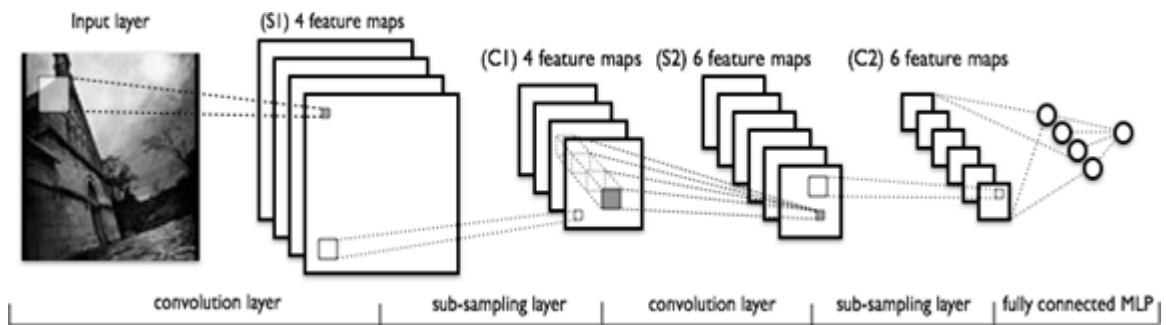 Input layer
(S1) 4 feature maps
(C1) 4 feature maps
(S2) 6 feature maps
(C2) 6 feature maps
convolution layer
sub-sampling layer
convolution layer
sub-sampling layer
fully connected MLP